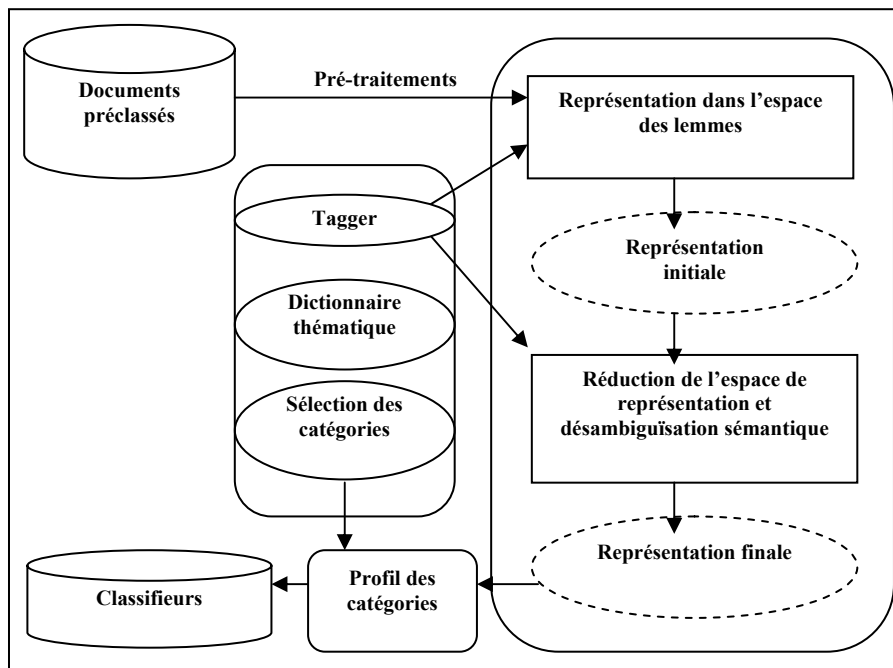 Documents
préclassés
Pré-traitements
Représentation dans l'espace
des lemmes
Tagger
Représentation
initiale
Dictionnaire
thématique
Réduction de l'espace de
représentation et
désambiguïsation sémantique
Sélection des
catégories
Représentation finale
Profil des
catégories
Classifieurs